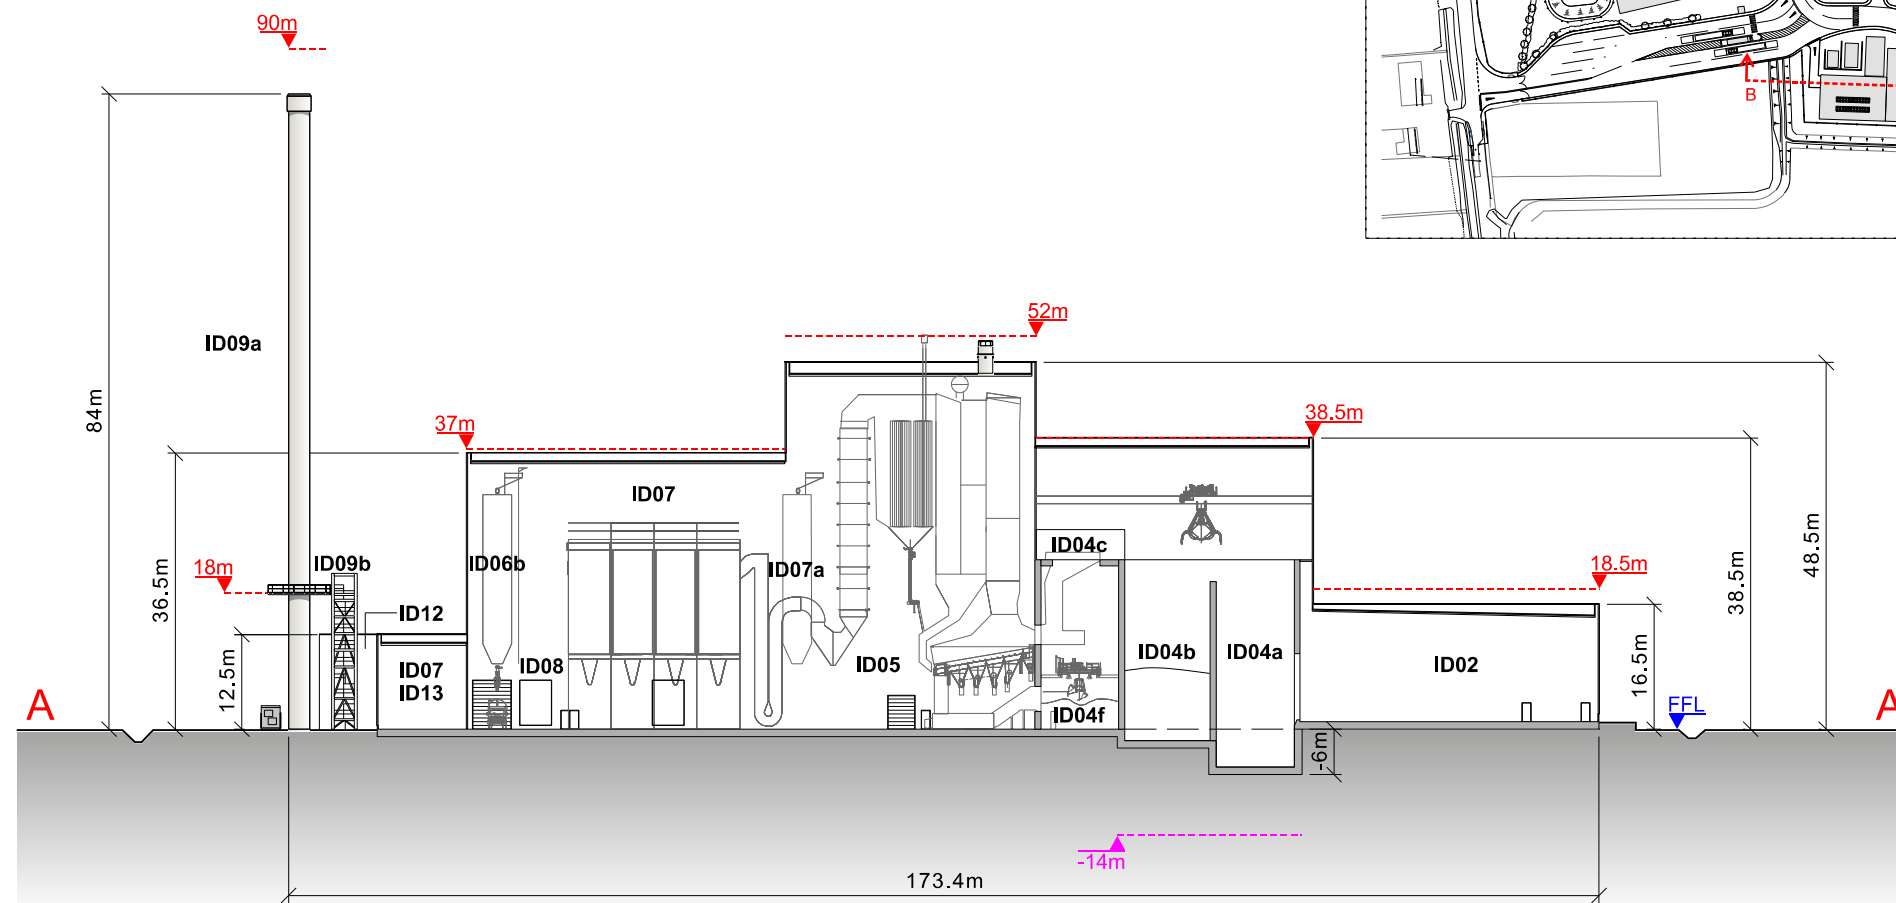 90m
B
84m
ID09a
52m
37m
38.5m
ID07
36.5m
48.5m
38.5m
18m
ID09b
ID06b
ID07a
ID04c
18.5m
ID12
12.5m
ID07
ID13
ID08
ID05
ID04b
ID04a
ID02
16.5m
A
ID04f
FFL
A
-6m
-14m
173.4m